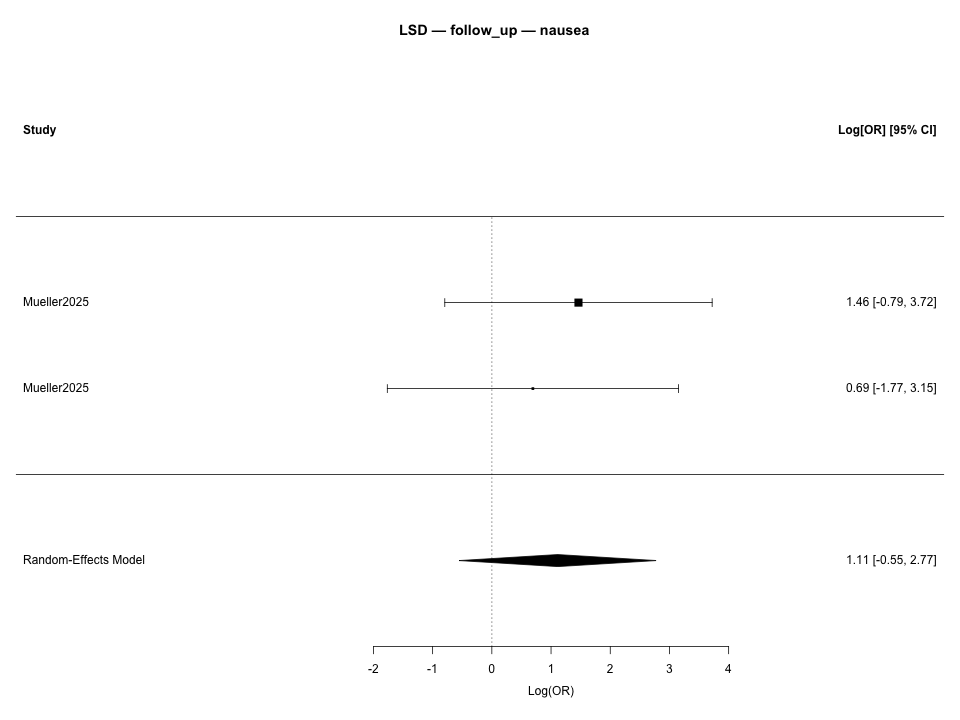 LSD — follow_up — nausea
Study Log[OR] [95% CI]
Mueller2025 1.46 [-0.79, 3.72]
Mueller2025 0.69 [-1.77, 3.15]
Random-Effects Model 1.11 [-0.55, 2.77]
-2 -1 0 1 2 3 4
Log(OR)